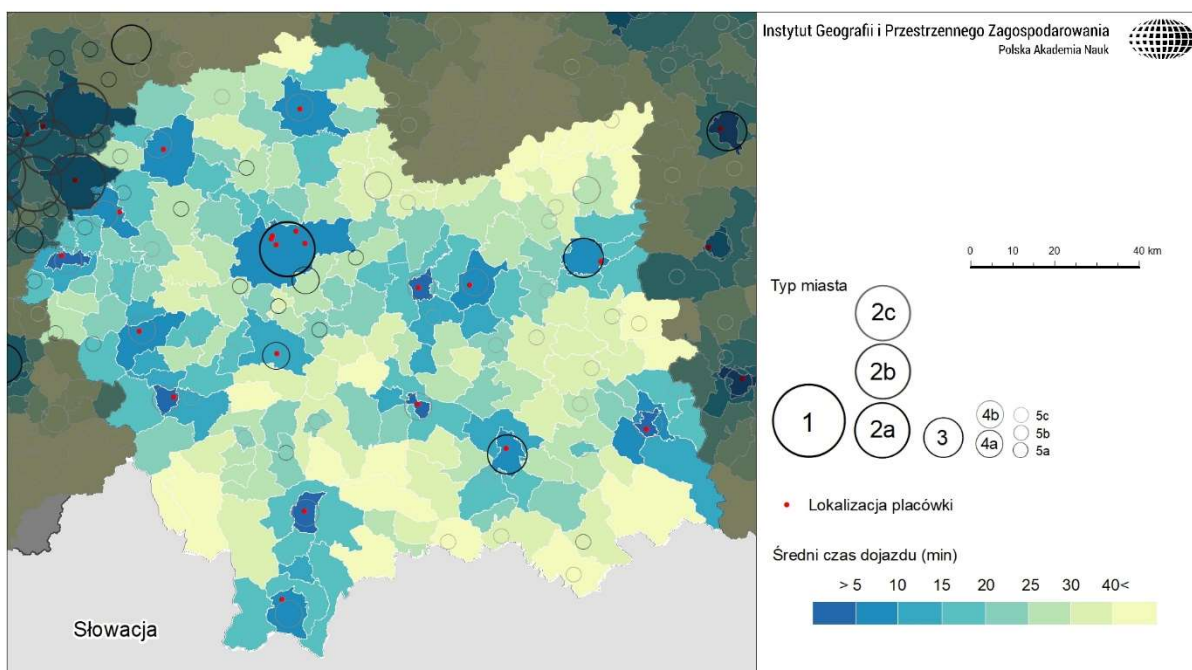 Instytut Geografii i Przestrzennego Zagospodarowania
Polska Akademia Nauk
0 10 20 30 40 km
Typ miasta
2c
2b
1
2a
3
4b
4a
5c
5b
5a
Lokalizacja placówki
Średni czas dojazdu (min)
> 5 10 15 20 25 30 40<
Słowacja